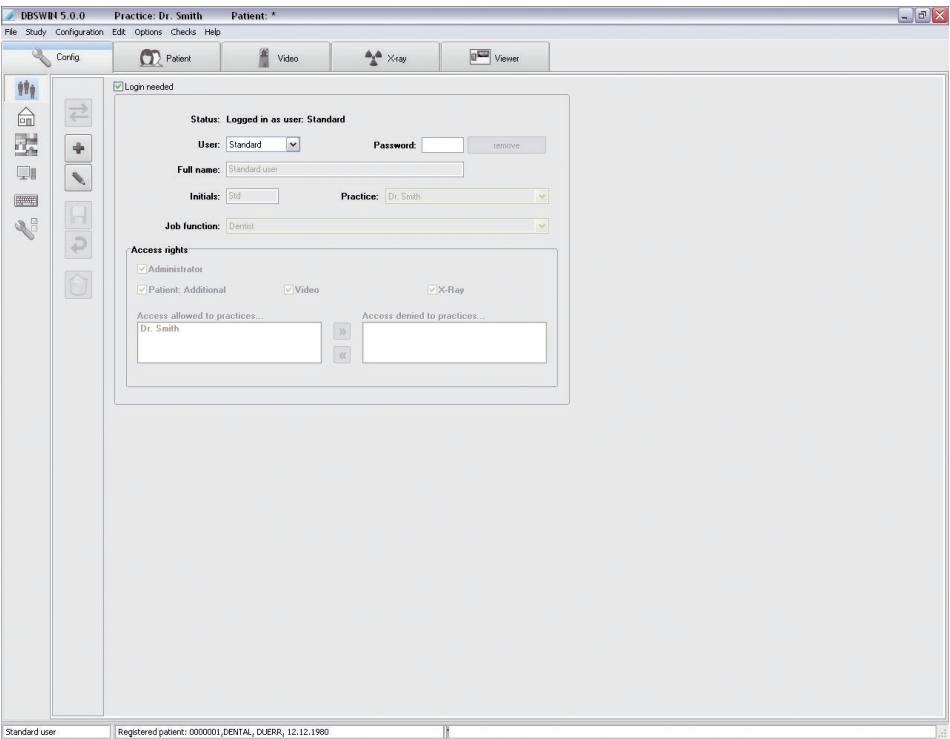 DBSWIN 5.0.0 Practice: Dr. Smith Patient: *
File Study Configuration Edit Options Checks Help
Config. Patient Video X-ray Viewer
Login needed
Status: Logged in as user: Standard
User: Standard Password: remove
Full name: Standard user
Initials: Std Practice: Dr. Smith
Job function: Dentist
Access rights
Administrator
Patient: Additional Video X-Ray
Access allowed to practices... Access denied to practices...
Dr. Smith
Standard user Registered patient: 0000001,DENTAL, DUERR, 12.12.1980